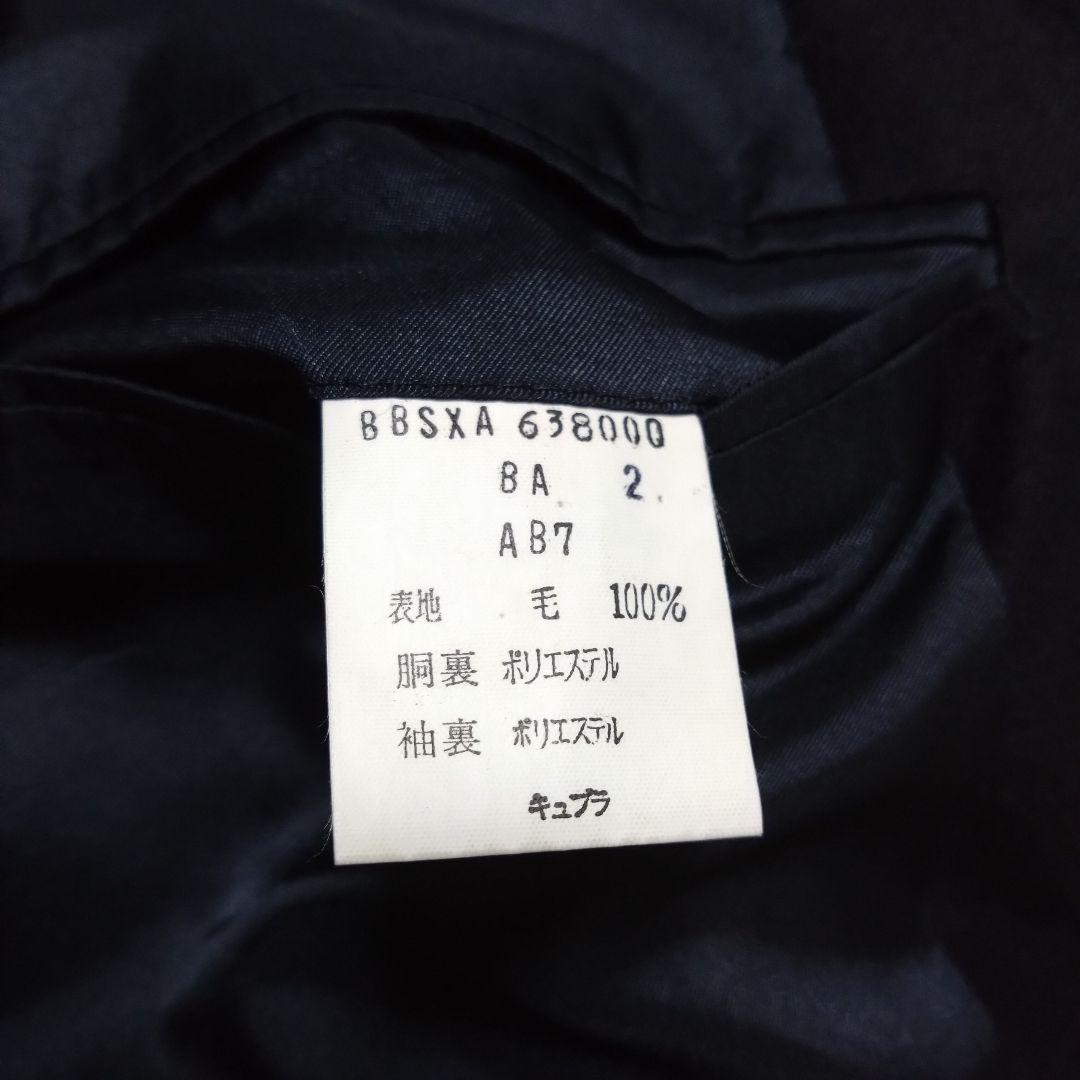 BBSXA 638000
BA 2.
AB7
表地 毛 100%
胴裏 ポリエステル
袖裏 ポリエステル
キュプラ